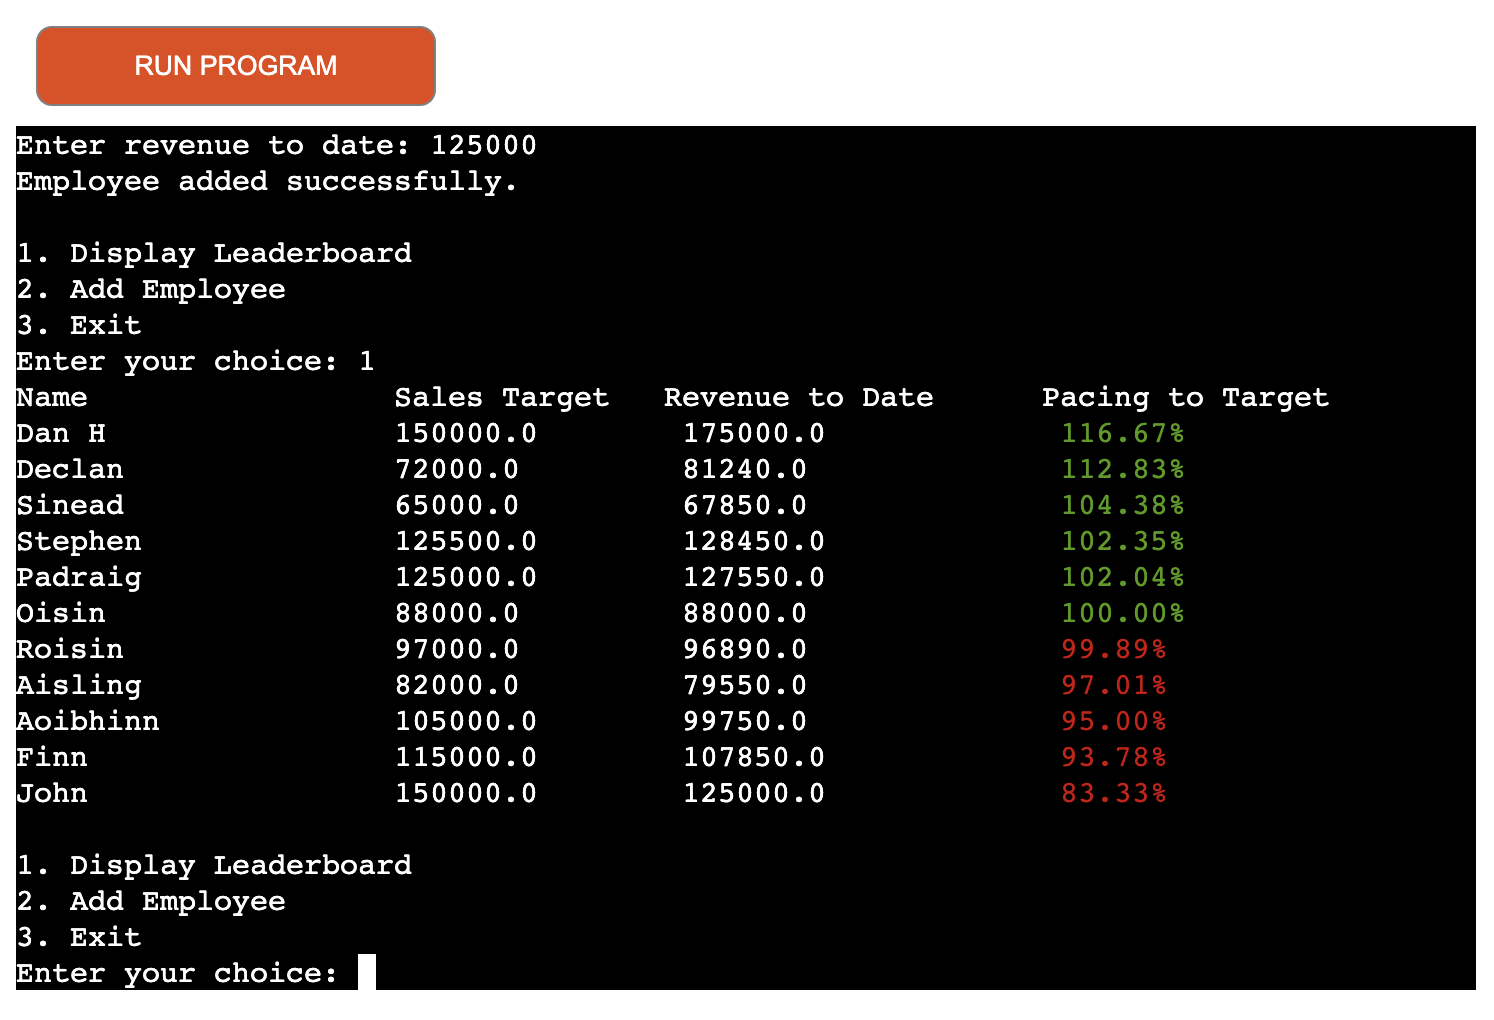 RUN PROGRAM
Enter revenue to date: 125000
Employee added successfully.
1. Display Leaderboard
2. Add Employee
3. Exit
Enter your choice: 1
Name Sales Target Revenue to Date Pacing to Target
Dan H 150000.0 175000.0 116.67%
Declan 72000.0 81240.0 112.83%
Sinead 65000.0 67850.0 104.38%
Stephen 125500.0 128450.0 102.35%
Padraig 125000.0 127550.0 102.04%
Oisin 88000.0 88000.0 100.00%
Roisin 97000.0 96890.0 99.89%
Aisling 82000.0 79550.0 97.01%
Aoibhinn 105000.0 99750.0 95.00%
Finn 115000.0 107850.0 93.78%
John 150000.0 125000.0 83.33%
1. Display Leaderboard
2. Add Employee
3. Exit
Enter your choice: